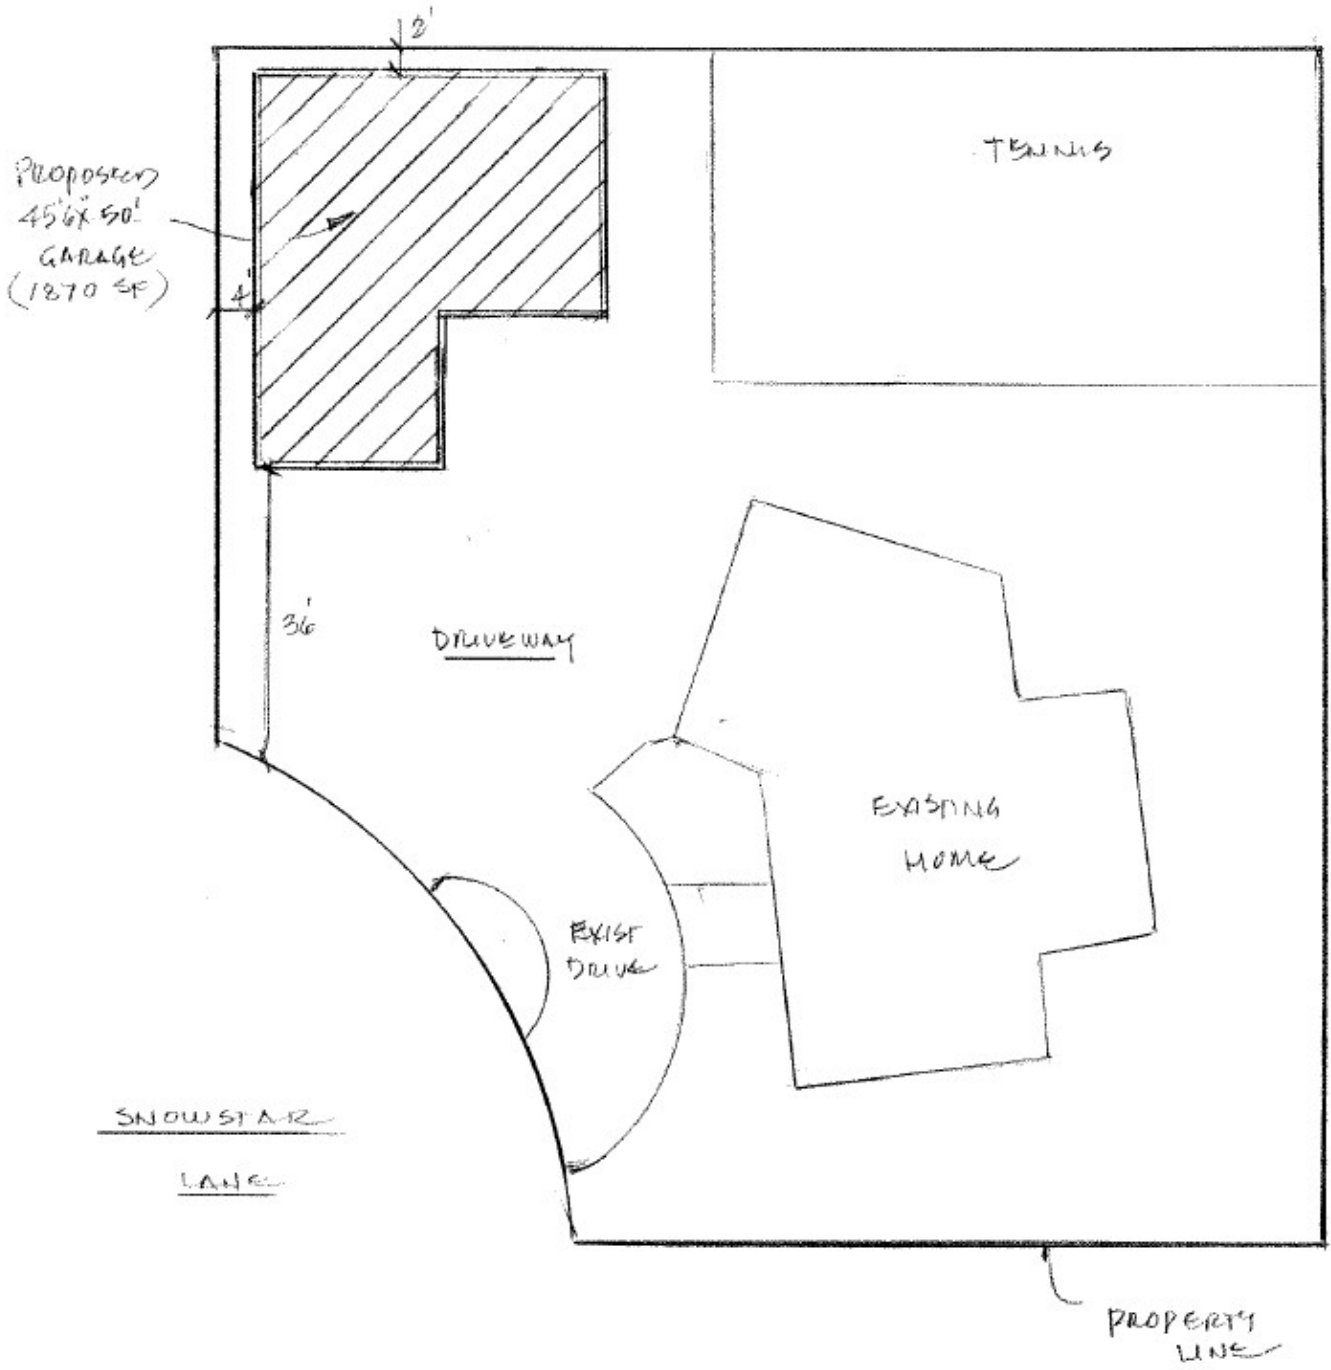 2'
TENNIS
PROPOSED
45'6"X 50'
GARAGE
(1870 SF)
4'
36'
DRIVEWAY
EXISTING
HOME
EXIST
DRIVE
SNOWSTAR
LANE
PROPERTY
LINE